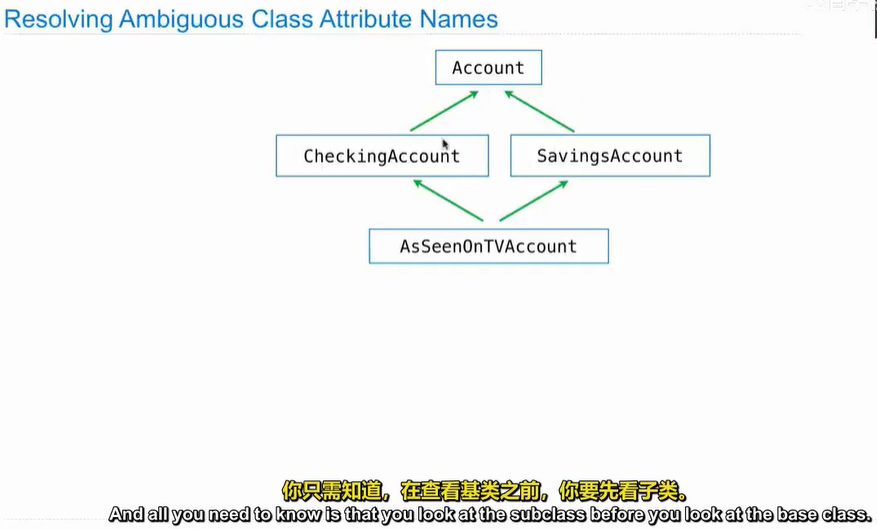 Resolving Ambiguous Class Attribute Names
Account
CheckingAccount
SavingsAccount
AsSeenOnTVAccount
你只需知道，在查看基类之前，你要先看子类。
And all you need to know is that you look at the subclass before you look at the base class.